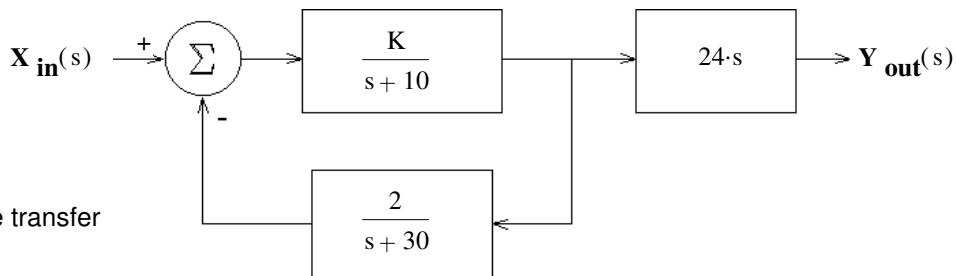 X in(s)
+
Σ
-
K
s + 10
24·s
Y out(s)
2
s + 30
e transfer